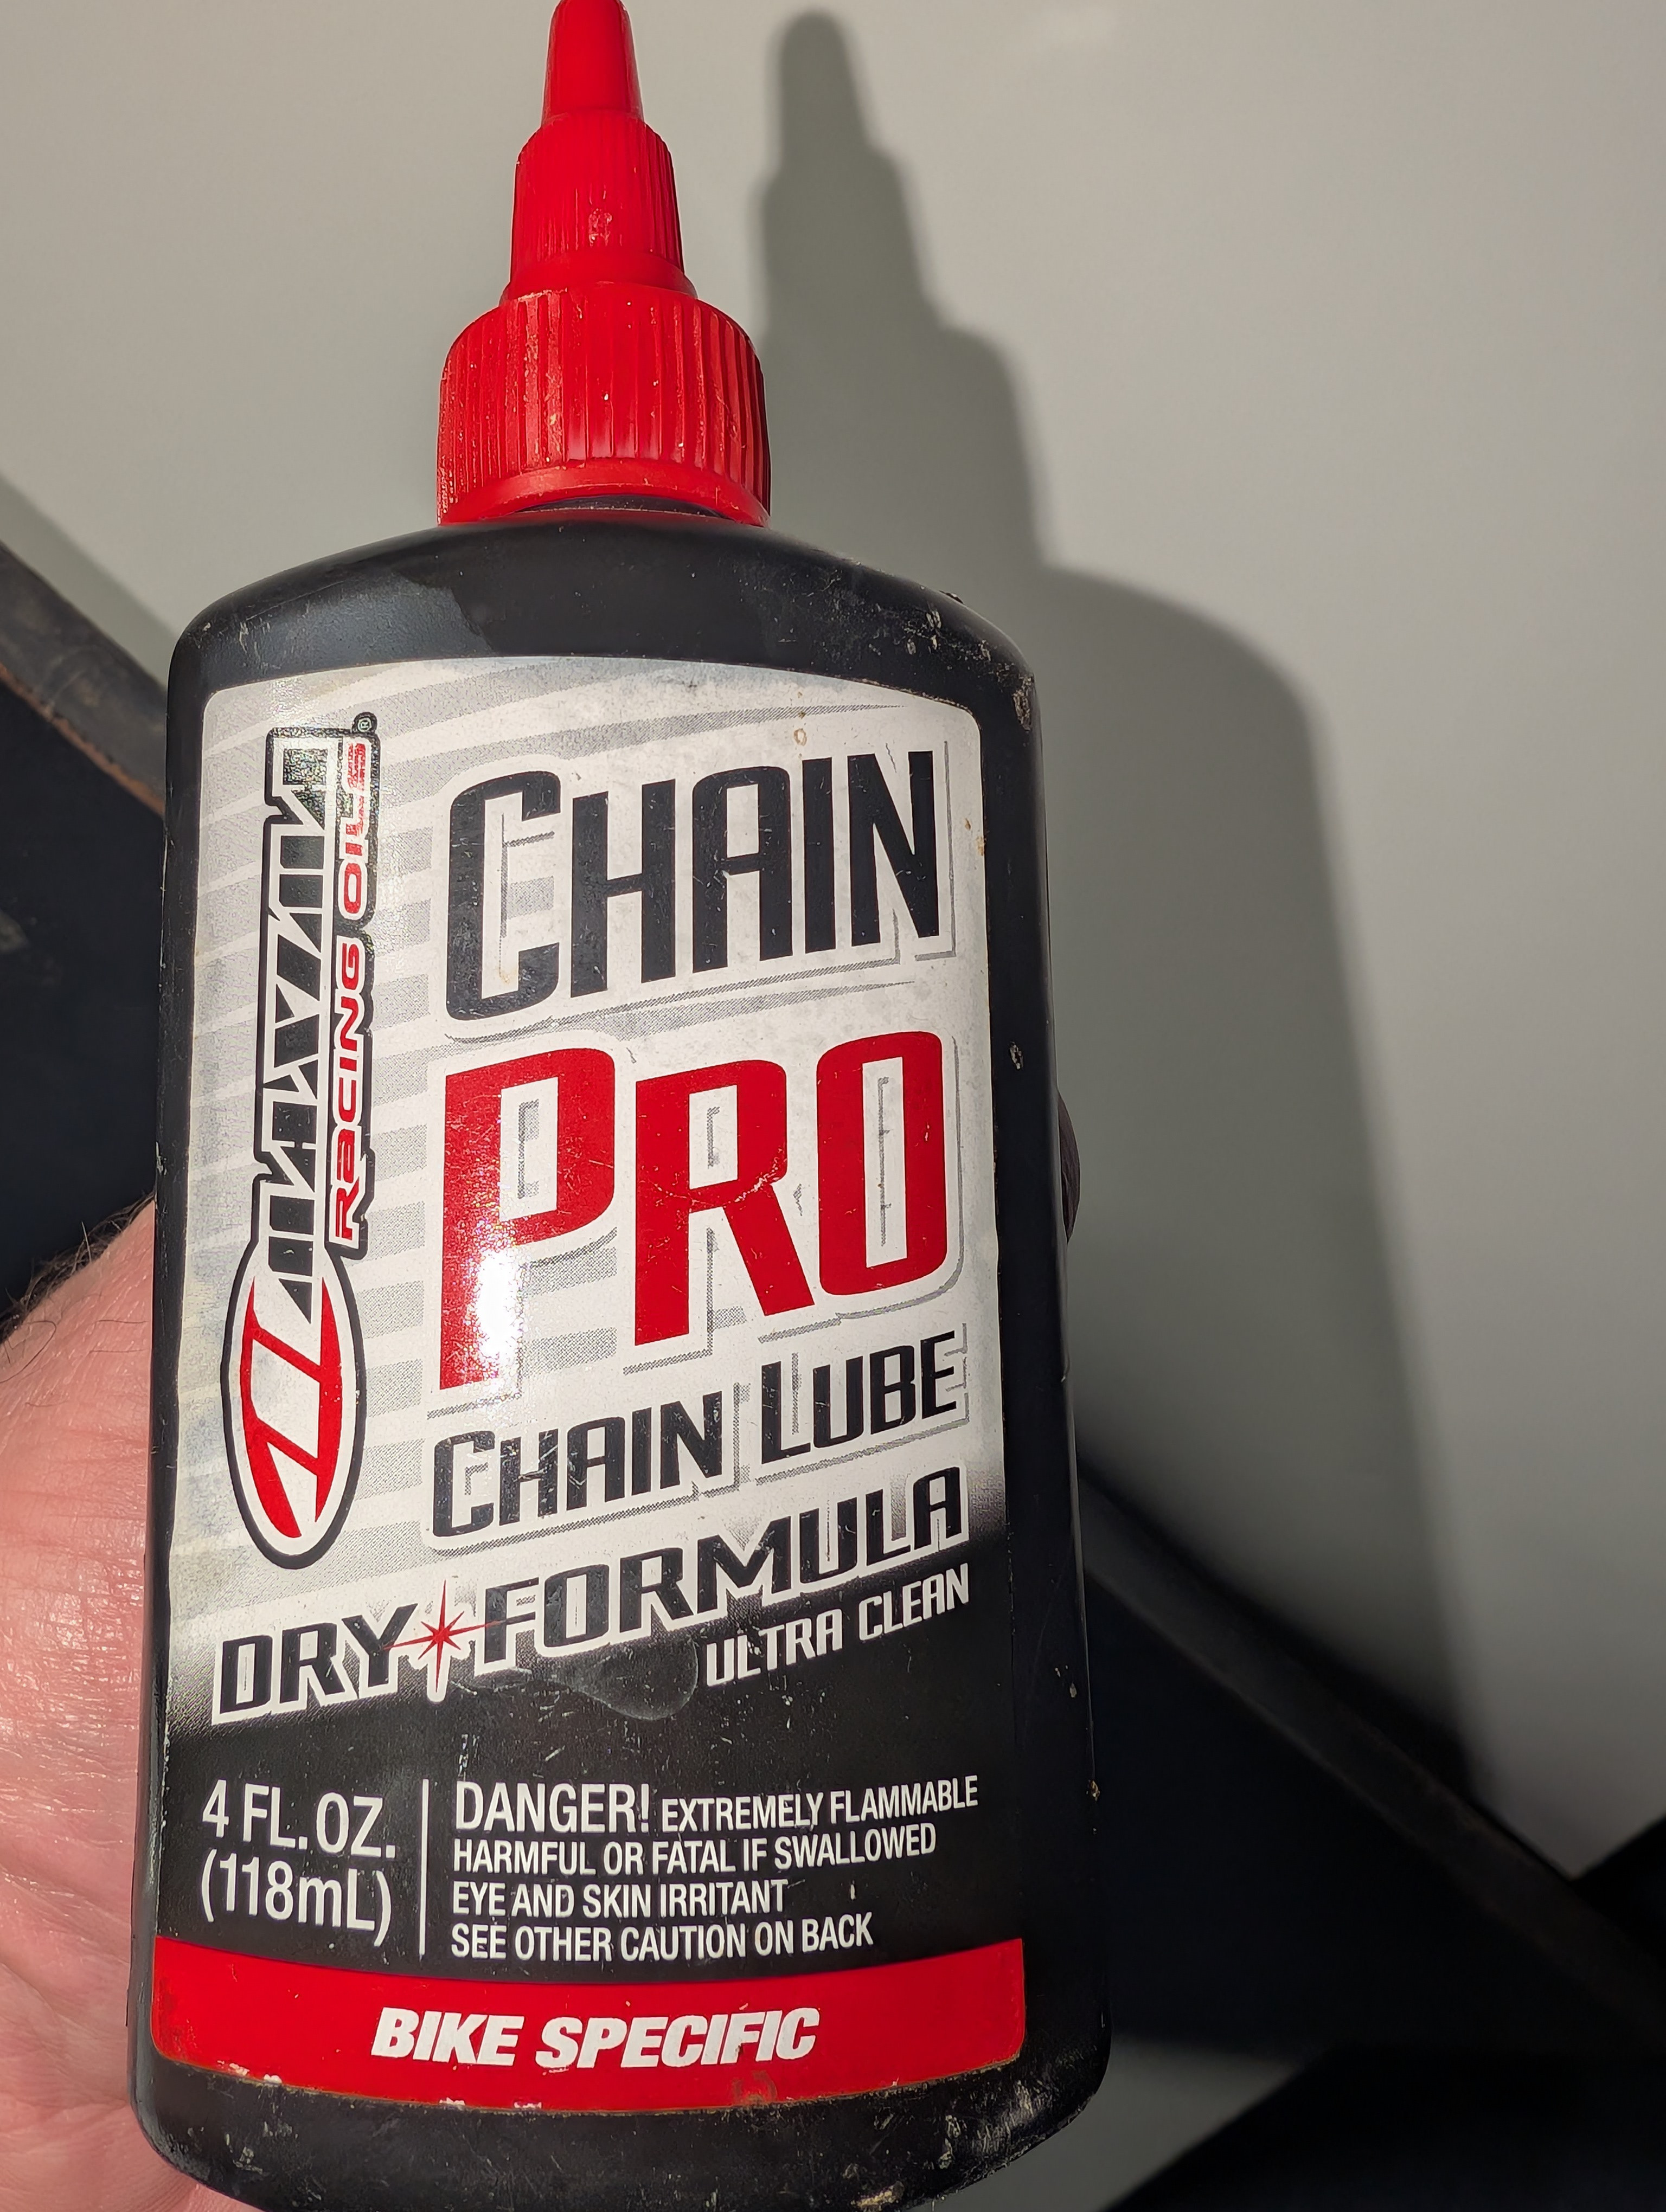 MAXIMA®
RACING OILS
CHAIN
PRO
CHAIN LUBE
DRY FORMULA
ULTRA CLEAN
4 FL. OZ.
(118mL)
DANGER! EXTREMELY FLAMMABLE
HARMFUL OR FATAL IF SWALLOWED
EYE AND SKIN IRRITANT
SEE OTHER CAUTION ON BACK
BIKE SPECIFIC